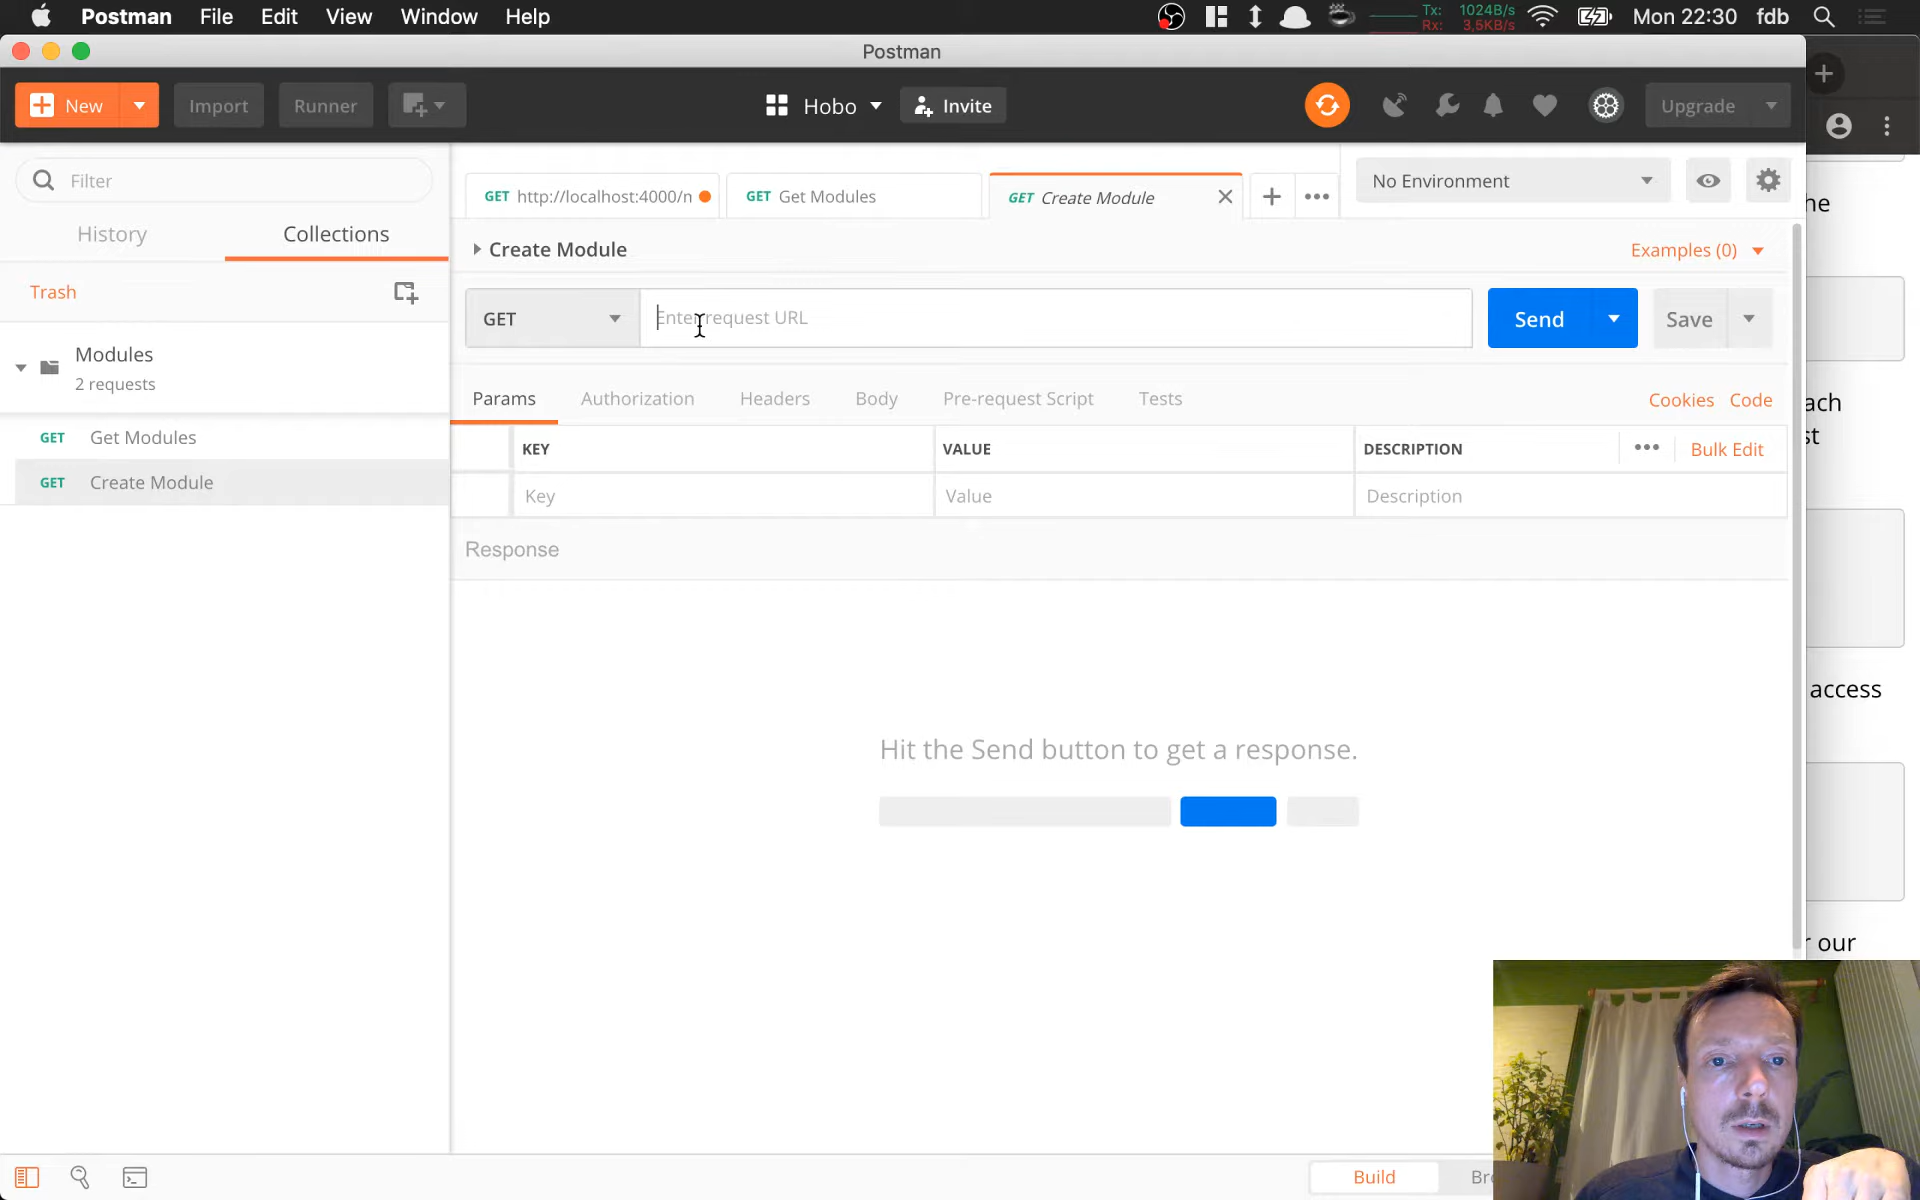 Postman File Edit View Window Help
Tx: 1024B/s
Rx: 3,5KB/s
Mon 22:30 fdb
Postman
New Import Runner Hobo Invite Upgrade
Filter
History Collections
Trash
Modules
2 requests
GET Get Modules
GET Create Module
GET http://localhost:4000/n GET Get Modules GET Create Module
No Environment
Create Module
Examples (0)
GET Enter request URL Send Save
Params Authorization Headers Body Pre-request Script Tests Cookies Code
KEY VALUE DESCRIPTION Bulk Edit
Key Value Description
Response
Hit the Send button to get a response.
Build
he
ach
st
access
r our